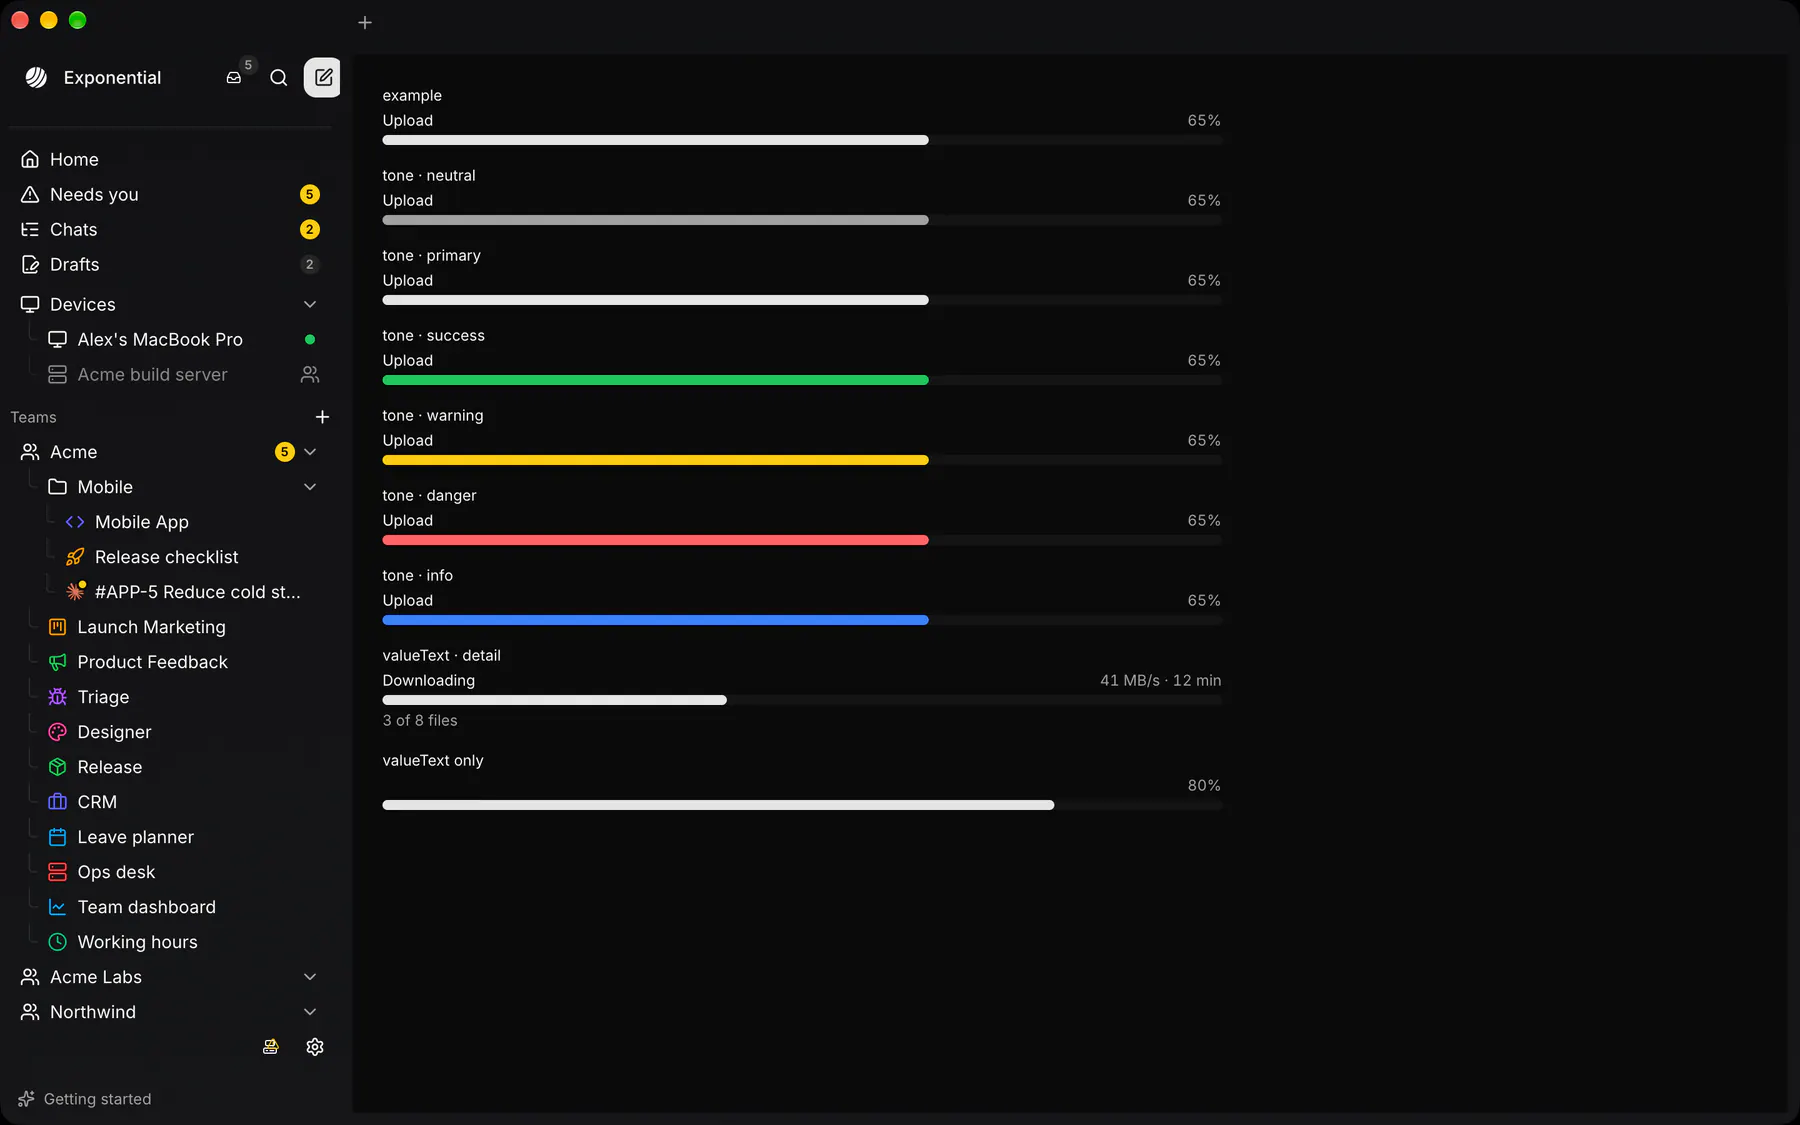 Exponential
5
Home
Needs you
5
Chats
2
Drafts
2
Devices
Alex's MacBook Pro
Acme build server
Teams
Acme
5
Mobile
Mobile App
Release checklist
#APP-5 Reduce cold st...
Launch Marketing
Product Feedback
Triage
Designer
Release
CRM
Leave planner
Ops desk
Team dashboard
Working hours
Acme Labs
Northwind
Getting started
example
Upload 65%
tone · neutral
Upload 65%
tone · primary
Upload 65%
tone · success
Upload 65%
tone · warning
Upload 65%
tone · danger
Upload 65%
tone · info
Upload 65%
valueText · detail
Downloading 41 MB/s · 12 min
3 of 8 files
valueText only
80%